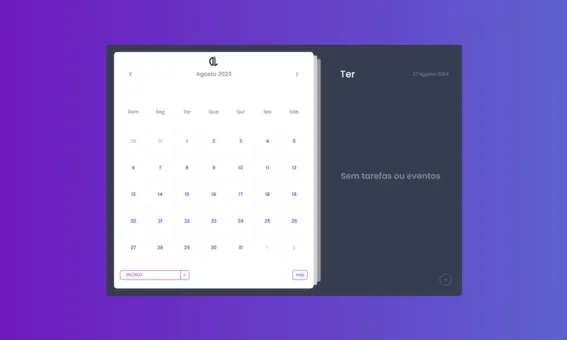 Agosto 2023
Dom Seg Ter Qua Qui Sex Sáb
30 31 1 2 3 4 5
6 7 8 9 10 11 12
13 14 15 16 17 18 19
20 21 22 23 24 25 26
27 28 29 30 31 1 2
Hoje
Ter
27 Agosto 2024
Sem tarefas ou eventos